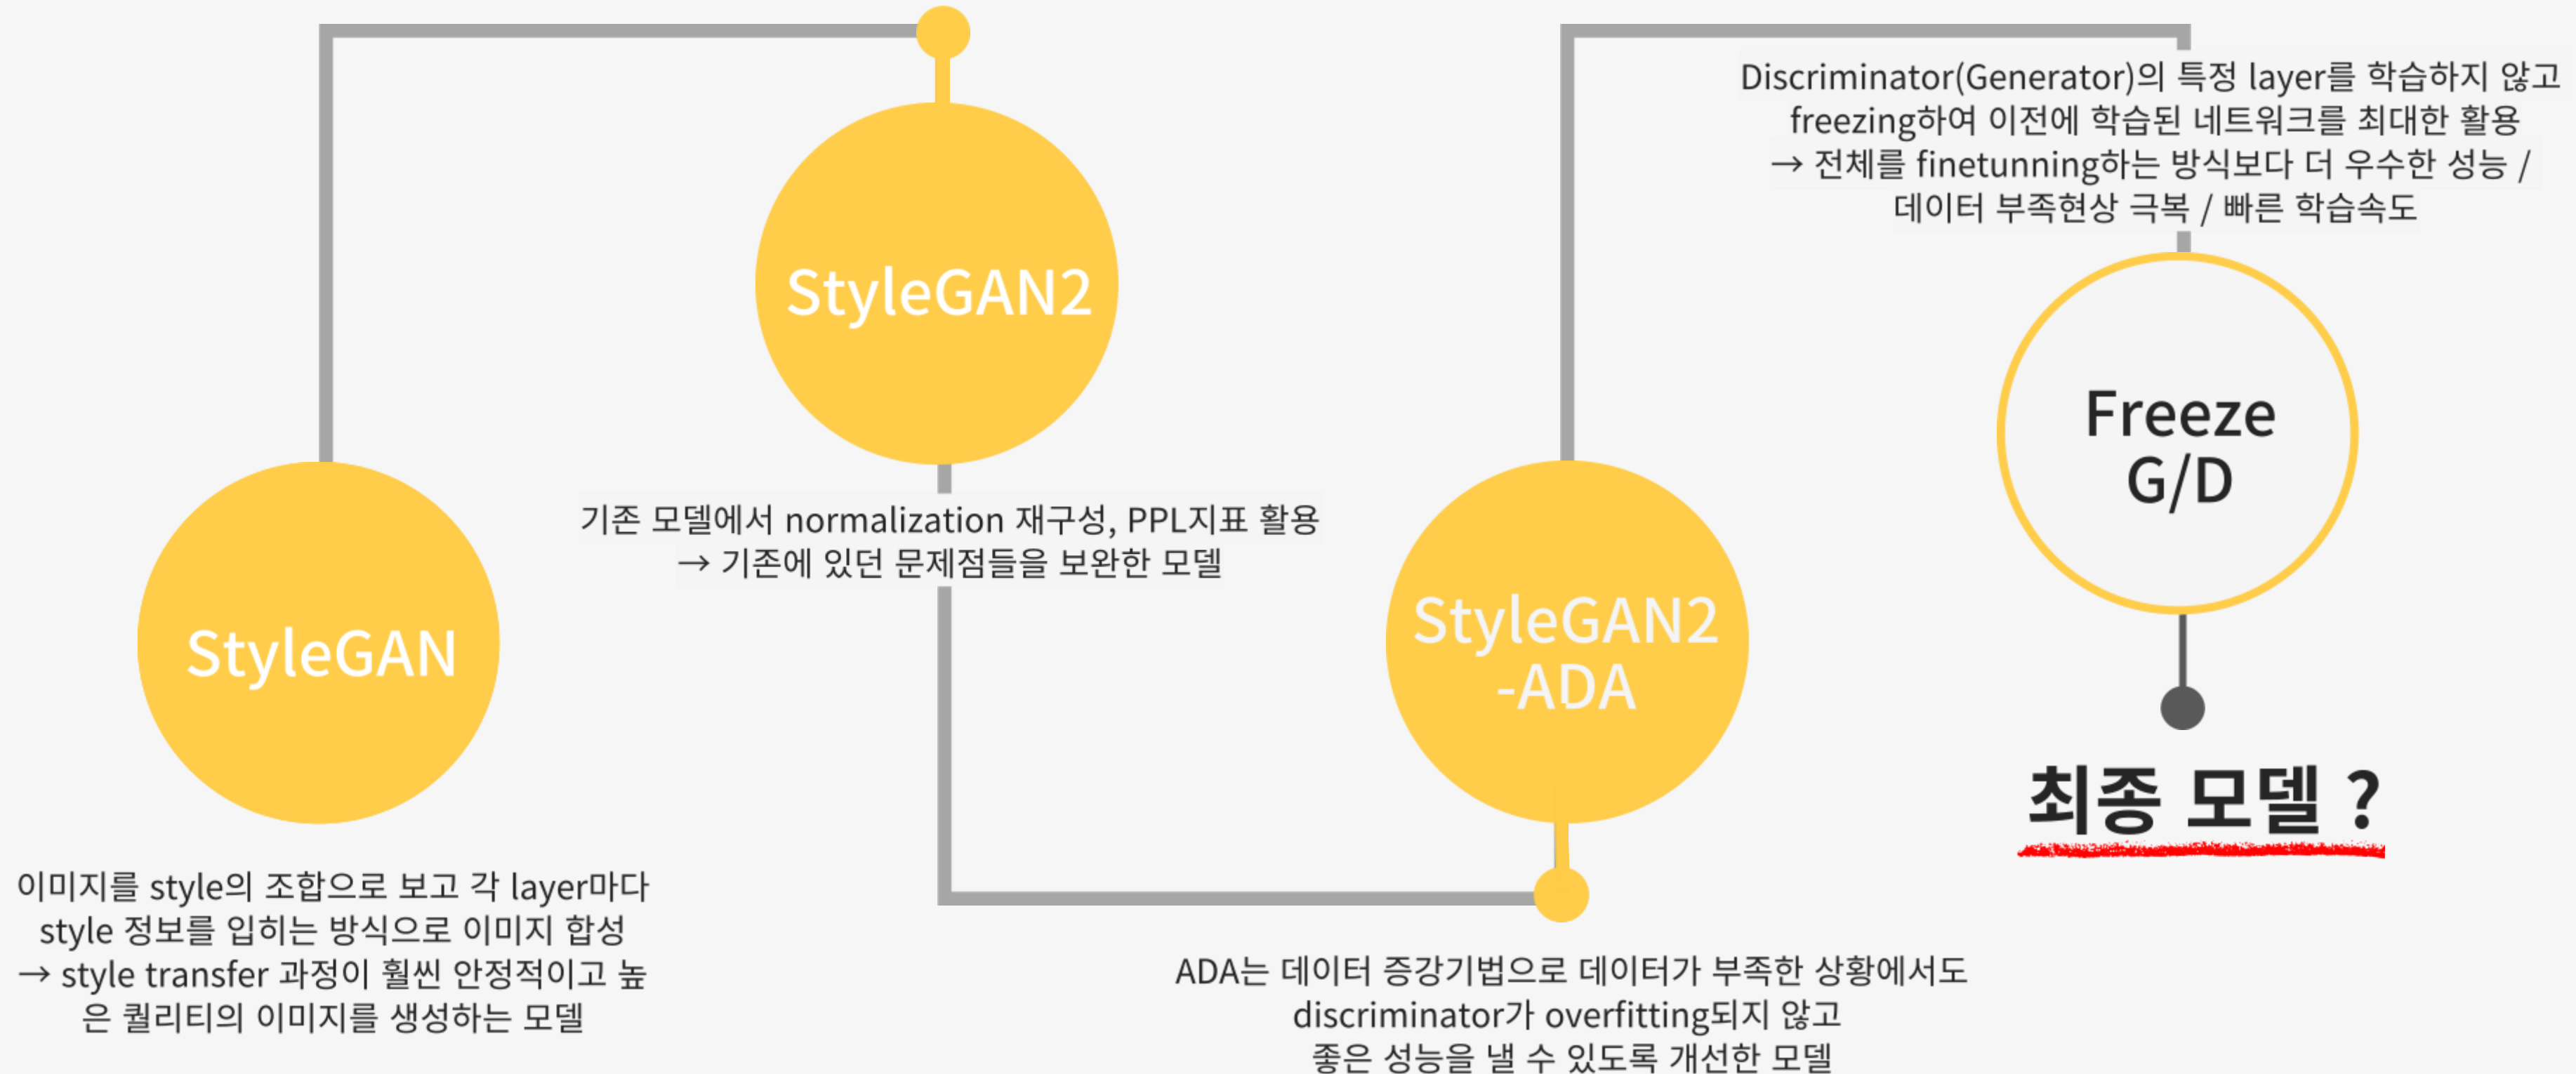 StyleGAN
이미지를 style의 조합으로 보고 각 layer마다
style 정보를 입히는 방식으로 이미지 합성
→ style transfer 과정이 훨씬 안정적이고 높
은 퀄리티의 이미지를 생성하는 모델
StyleGAN2
기존 모델에서 normalization 재구성, PPL지표 활용
→ 기존에 있던 문제점들을 보완한 모델
StyleGAN2
-ADA
ADA는 데이터 증강기법으로 데이터가 부족한 상황에서도
discriminator가 overfitting되지 않고
좋은 성능을 낼 수 있도록 개선한 모델
Discriminator(Generator)의 특정 layer를 학습하지 않고
freezing하여 이전에 학습된 네트워크를 최대한 활용
→ 전체를 finetunning하는 방식보다 더 우수한 성능 /
데이터 부족현상 극복 / 빠른 학습속도
Freeze
G/D
최종 모델 ?